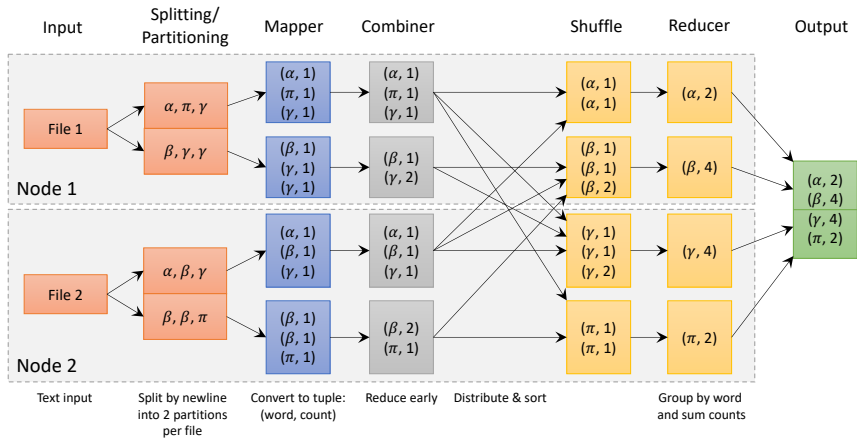 Input
Splitting/
Partitioning
Mapper
Combiner
Shuffle
Reducer
Output
File 1
α, π, γ
β, γ, γ
(α, 1)
(π, 1)
(γ, 1)
(β, 1)
(γ, 1)
(γ, 1)
(α, 1)
(π, 1)
(γ, 1)
(β, 1)
(γ, 2)
(α, 1)
(α, 1)
(β, 1)
(β, 1)
(β, 2)
(α, 2)
(β, 4)
Node 1
File 2
α, β, γ
β, β, π
(α, 1)
(β, 1)
(γ, 1)
(β, 1)
(β, 1)
(π, 1)
(α, 1)
(β, 1)
(γ, 1)
(β, 2)
(π, 1)
(γ, 1)
(γ, 1)
(γ, 2)
(π, 1)
(π, 1)
(γ, 4)
(π, 2)
Node 2
(α, 2)
(β, 4)
(γ, 4)
(π, 2)
Text input
Split by newline
into 2 partitions
per file
Convert to tuple:
(word, count)
Reduce early
Distribute & sort
Group by word
and sum counts